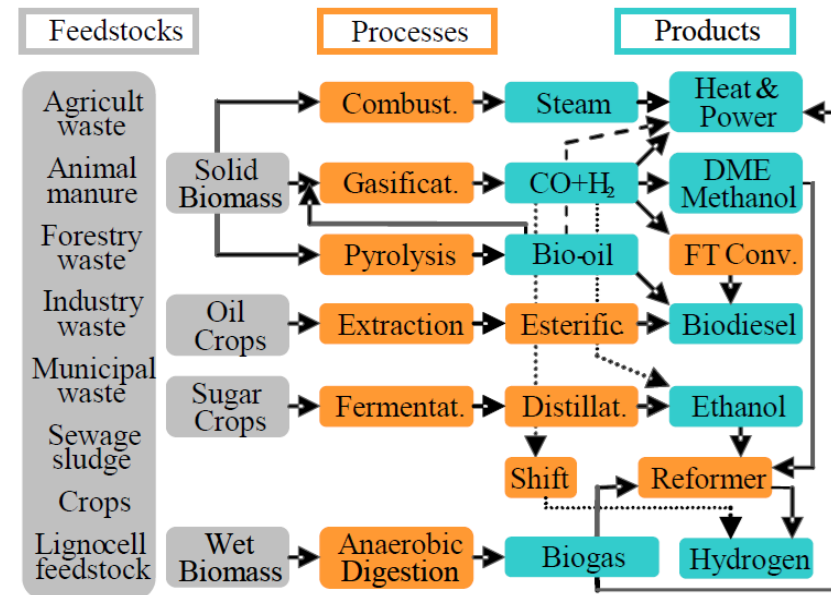 Feedstocks
Processes
Products
Agricult
waste
Animal
manure
Forestry
waste
Industry
waste
Municipal
waste
Sewage
sludge
Crops
Lignocell
feedstock
Solid
Biomass
Oil
Crops
Sugar
Crops
Wet
Biomass
Combust.
Gasificat.
Pyrolysis
Extraction
Fermentat.
Anaerobic
Digestion
Steam
CO+H₂
Bio-oil
Esterific.
Distillat.
Shift
Biogas
Heat &
Power
DME
Methanol
FT Conv.
Biodiesel
Ethanol
Reformer
Hydrogen